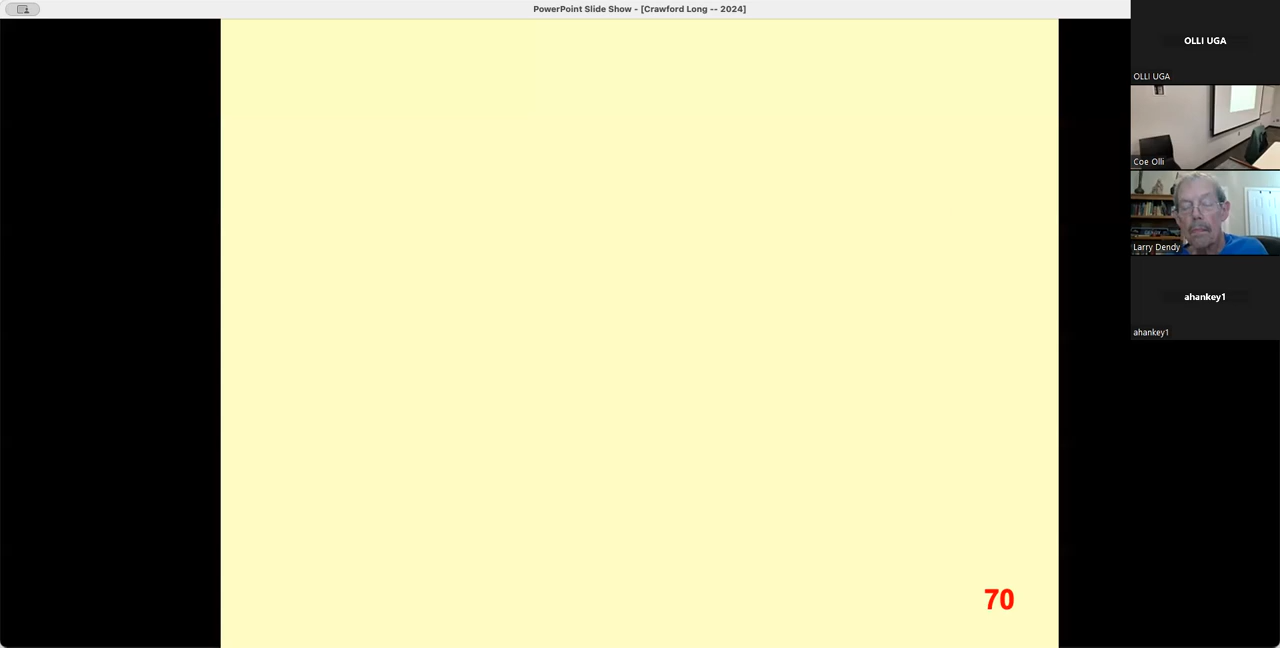 PowerPoint Slide Show - [Crawford Long -- 2024]
OLLI UGA
OLLI UGA
Coe Olli
Larry Dendy
ahankey1
ahankey1
70